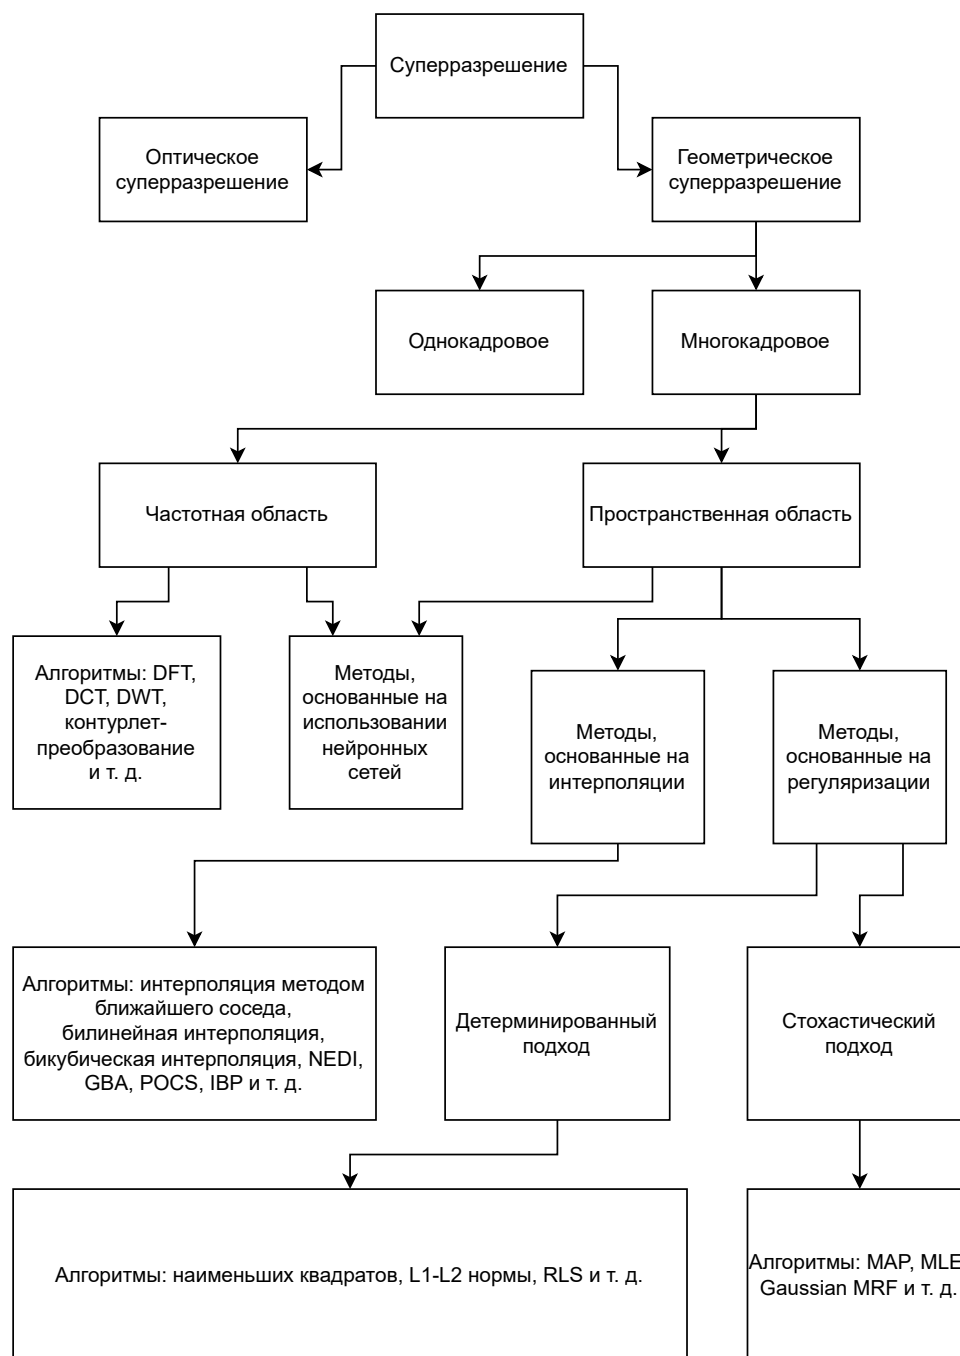 Суперразрешение
Оптическое
суперразрешение
Геометрическое
суперразрешение
Однокадровое
Многокадровое
Частотная область
Пространственная область
Алгоритмы: DFT,
DCT, DWT,
контурлет-
преобразование
и т. д.
Методы,
основанные на
использовании
нейронных
сетей
Методы,
основанные на
интерполяции
Методы,
основанные на
регуляризации
Алгоритмы: интерполяция методом
ближайшего соседа,
билинейная интерполяция,
бикубическая интерполяция, NEDI,
GBA, POCS, IBP и т. д.
Детерминированный
подход
Стохастический
подход
Алгоритмы: наименьших квадратов, L1-L2 нормы, RLS и т. д.
Алгоритмы: MAP, MLE
Gaussian MRF и т. д.